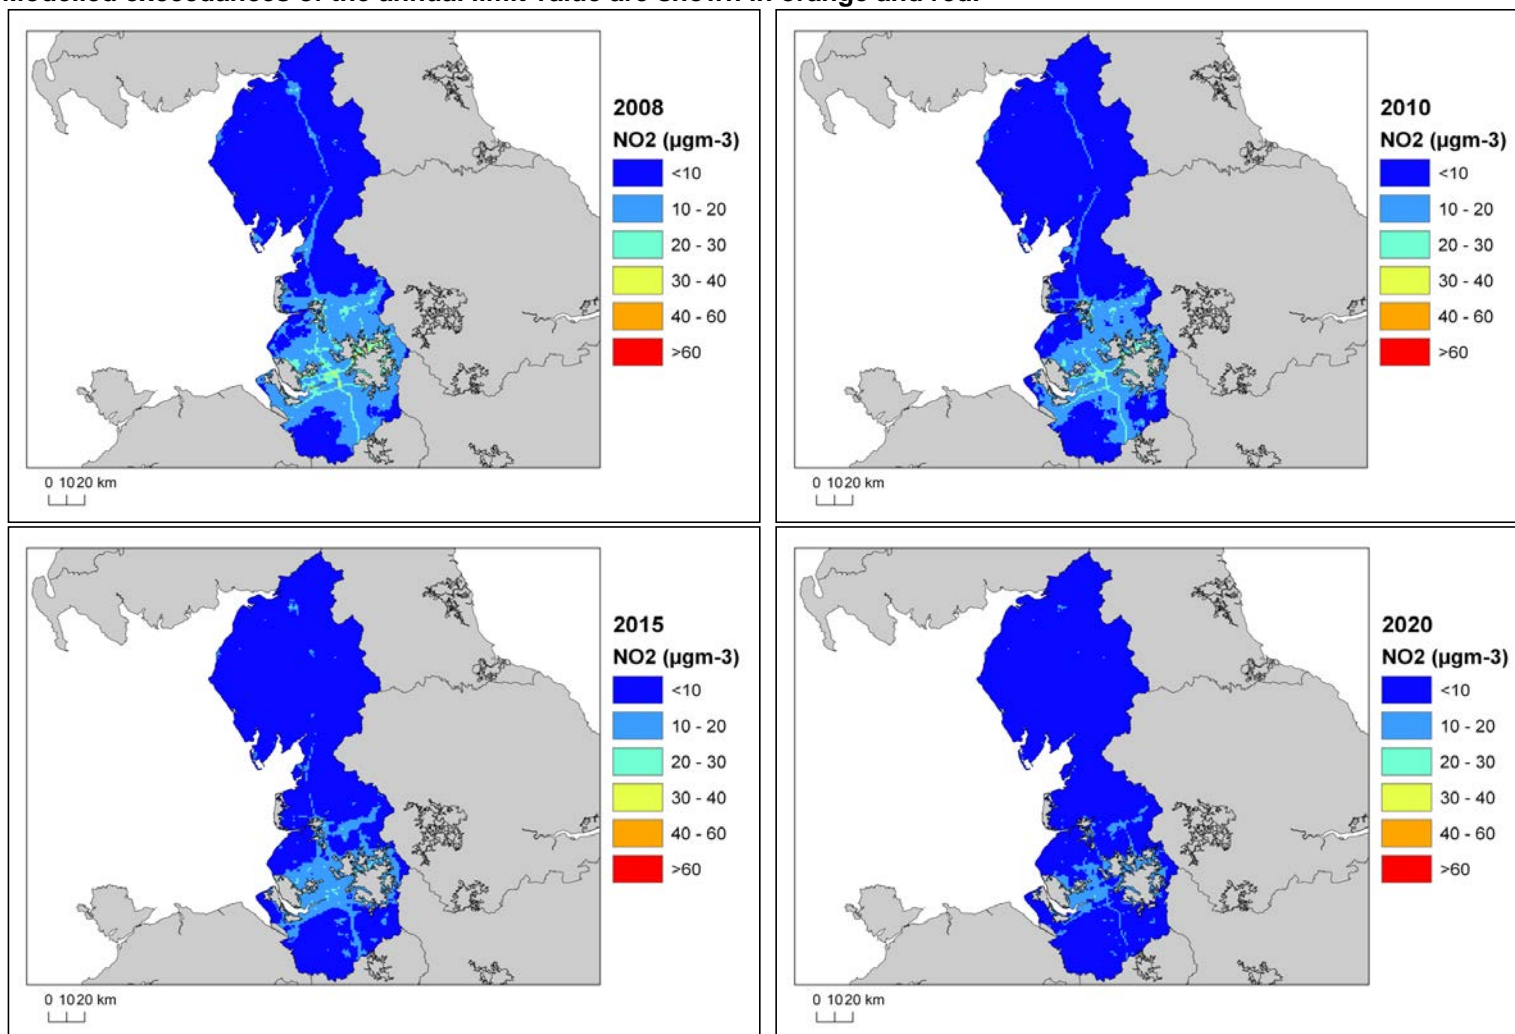 Modelled exceedances of the annual limit value are shown in orange and red.
2008
NO2 (µgm-3)
<10
10 - 20
20 - 30
30 - 40
40 - 60
>60
0 1020 km
2010
NO2 (µgm-3)
<10
10 - 20
20 - 30
30 - 40
40 - 60
>60
0 1020 km
2015
NO2 (µgm-3)
<10
10 - 20
20 - 30
30 - 40
40 - 60
>60
0 1020 km
2020
NO2 (µgm-3)
<10
10 - 20
20 - 30
30 - 40
40 - 60
>60
0 1020 km